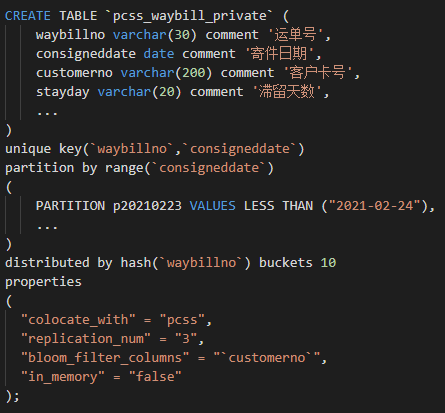 CREATE TABLE `pcss_waybill_private` (
waybillno varchar(30) comment '运单号',
consigneddate date comment '寄件日期',
customerno varchar(200) comment '客户卡号',
stayday varchar(20) comment '滞留天数',
...
)
unique key(`waybillno`,`consigneddate`)
partition by range(`consigneddate`)
(
PARTITION p20210223 VALUES LESS THAN ("2021-02-24"),
...
)
distributed by hash(`waybillno`) buckets 10
properties
(
"colocate_with" = "pcss",
"replication_num" = "3",
"bloom_filter_columns" = "`customerno`",
"in_memory" = "false"
);